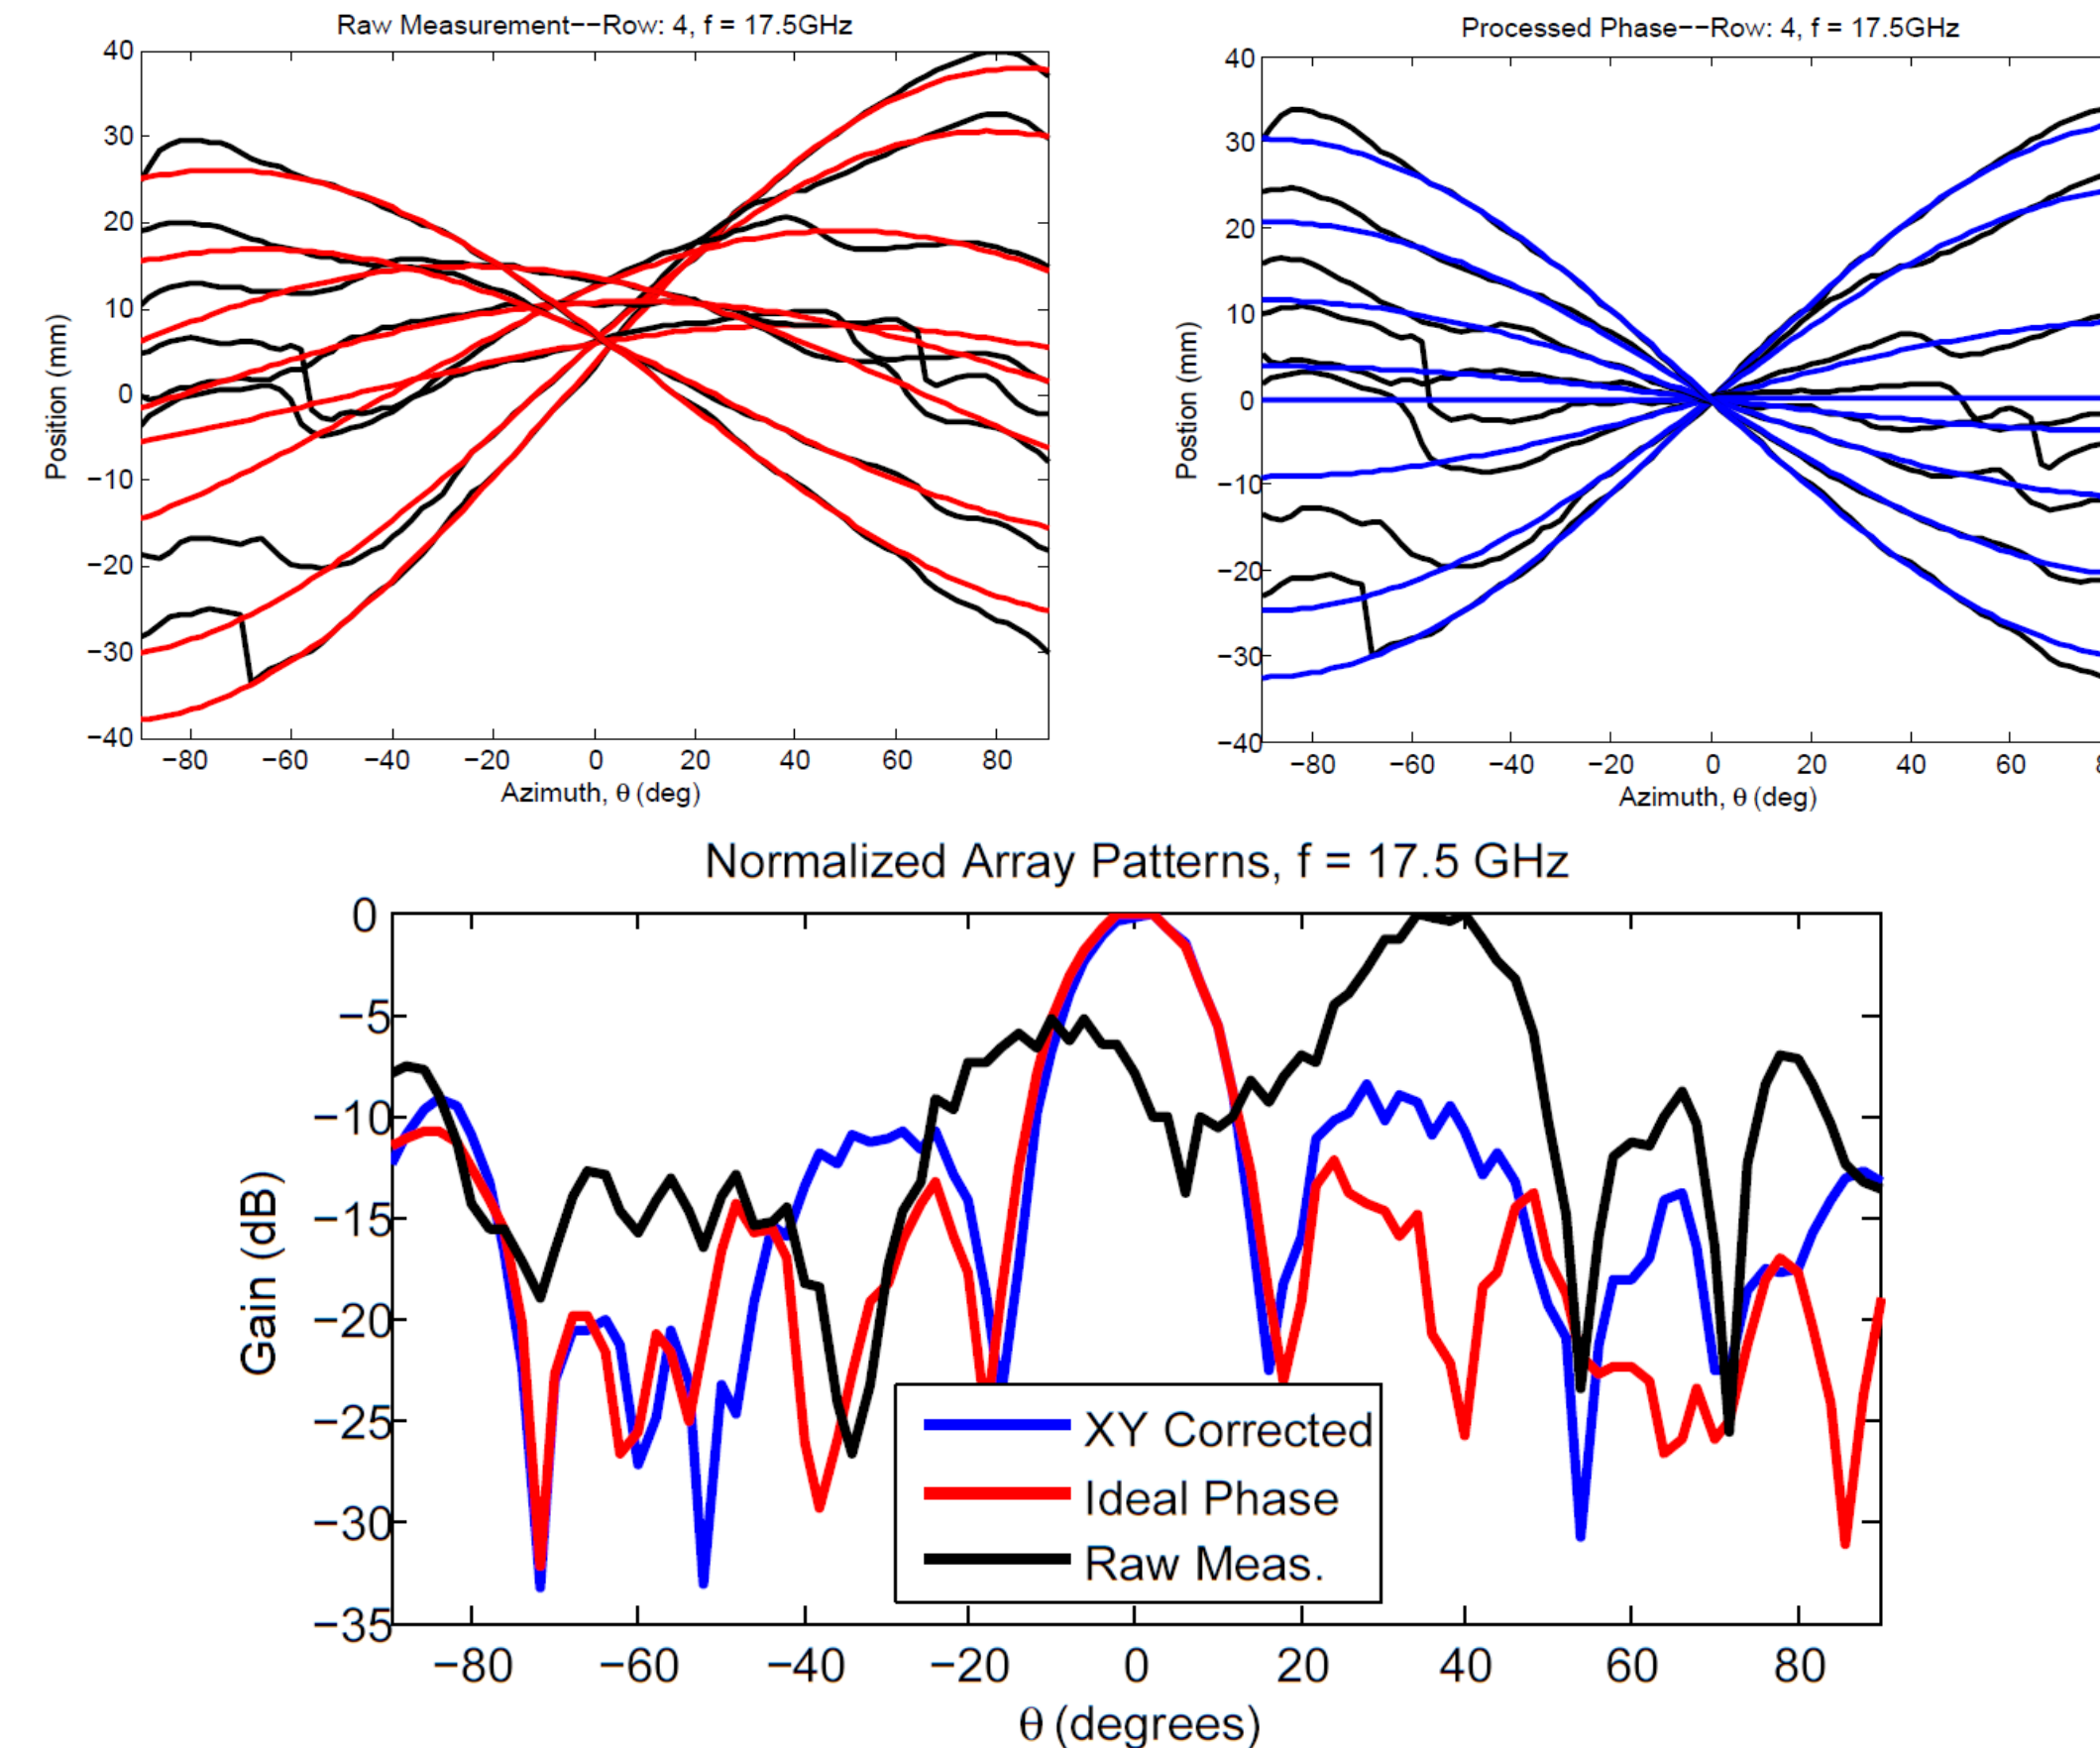 Raw Measurement−−Row: 4, f = 17.5GHz
40
30
20
10
0
−10
−20
−30
−40
Position (mm)
−80 −60 −40 −20 0 20 40 60 80
Azimuth, θ (deg)
Processed Phase−−Row: 4, f = 17.5GHz
40
30
20
10
0
−10
−20
−30
−40
Postion (mm)
−80 −60 −40 −20 0 20 40 60
Azimuth, θ (deg)
Normalized Array Patterns, f = 17.5 GHz
0
−5
−10
−15
−20
−25
−30
−35
Gain (dB)
XY Corrected
Ideal Phase
Raw Meas.
−80 −60 −40 −20 0 20 40 60 80
θ (degrees)